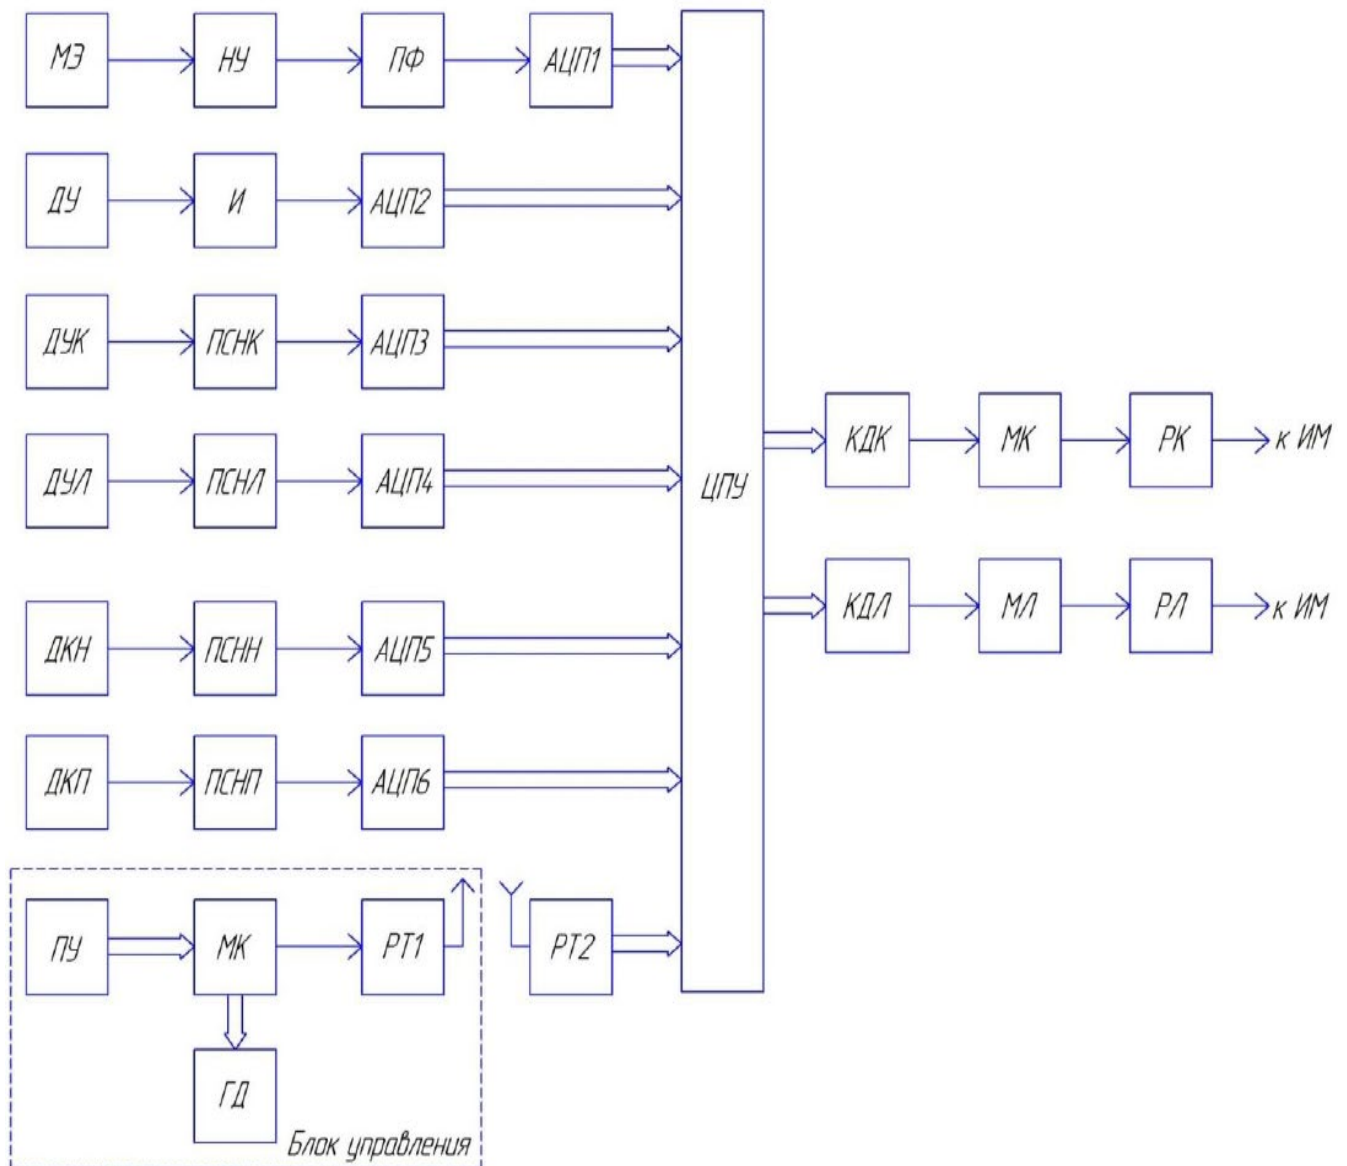 МЭ НУ ПФ АЦП1
ДУ И АЦП2
ДУК ПСНК АЦП3
КДК МК РК к ИМ
ДУЛ ПСНЛ АЦП4 ЦПУ
КДЛ МЛ РЛ к ИМ
ДКН ПСНН АЦП5
ДКП ПСНП АЦП6
ПУ МК РТ1 РТ2
ГД
Блок управления